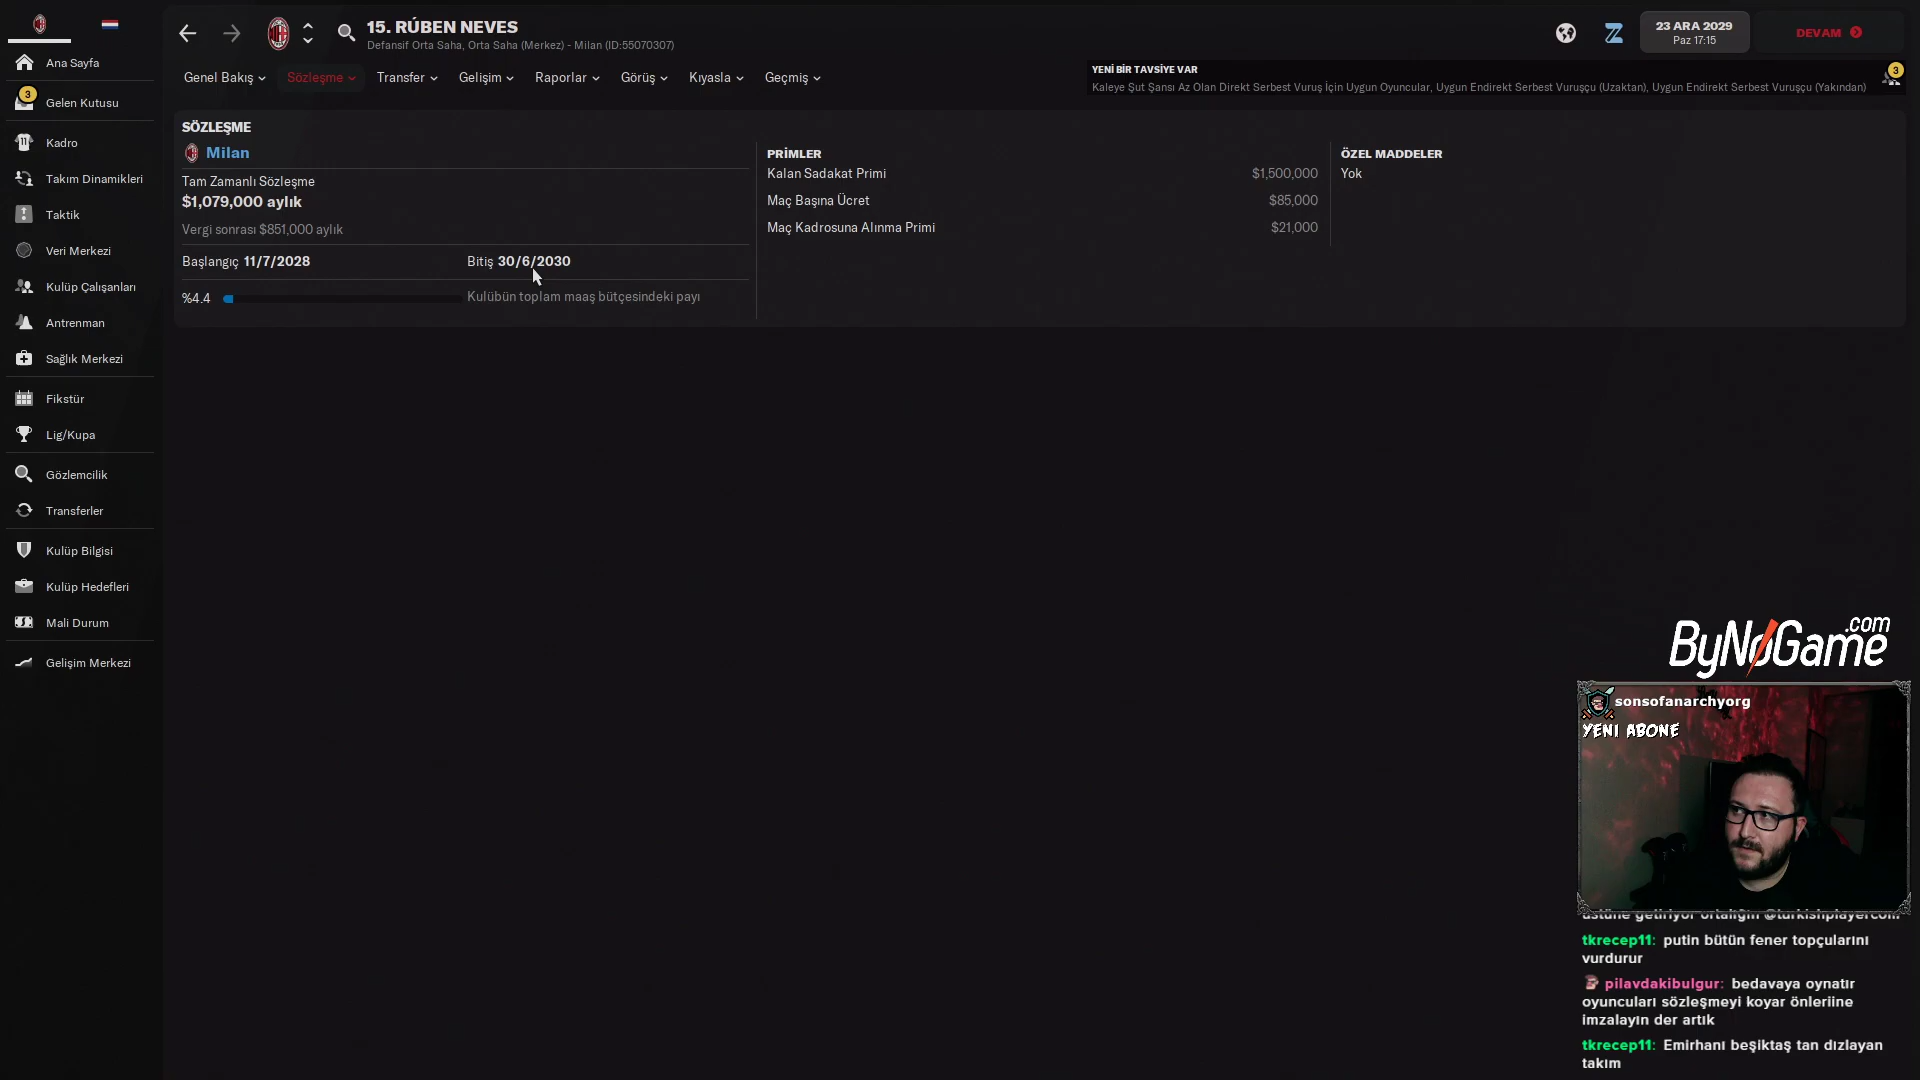 15. RÚBEN NEVES
Defansif Orta Saha, Orta Saha (Merkez) - Milan (ID:55070307)
23 ARA 2029
Paz 17:15
DEVAM
Genel Bakış
Sözleşme
Transfer
Gelişim
Raporlar
Görüş
Kıyasla
Geçmiş
YENİ BİR TAVSİYE VAR
Kaleye Şut Şansı Az Olan Direkt Serbest Vuruş İçin Uygun Oyuncular, Uygun Endirekt Serbest Vuruşçu (Uzaktan), Uygun Endirekt Serbest Vuruşçu (Yakından)
3
Ana Sayfa
3
Gelen Kutusu
11
Kadro
Takım Dinamikleri
Taktik
Veri Merkezi
Kulüp Çalışanları
Antrenman
Sağlık Merkezi
Fikstür
Lig/Kupa
Gözlemcilik
Transferler
Kulüp Bilgisi
Kulüp Hedefleri
Mali Durum
Gelişim Merkezi
SÖZLEŞME
Milan
Tam Zamanlı Sözleşme
$1,079,000 aylık
Vergi sonrası $851,000 aylık
Başlangıç 11/7/2028
Bitiş 30/6/2030
%4.4
Kulübün toplam maaş bütçesindeki payı
PRİMLER
Kalan Sadakat Primi $1,500,000
Maç Başına Ücret $85,000
Maç Kadrosuna Alınma Primi $21,000
ÖZEL MADDELER
Yok
ByNoGame.com
sonsofanarchyorg
YENI ABONE
üstüne getiriyor ortalığın
tkrecep11: putin bütün fener topçularını
vurdurur
pilavdakibulgur: bedavaya oynatır
oyuncuları sözleşmeyi koyar önleriine
imzalayın der artık
tkrecep11: Emirhanı beşiktaş tan dızlayan
takım